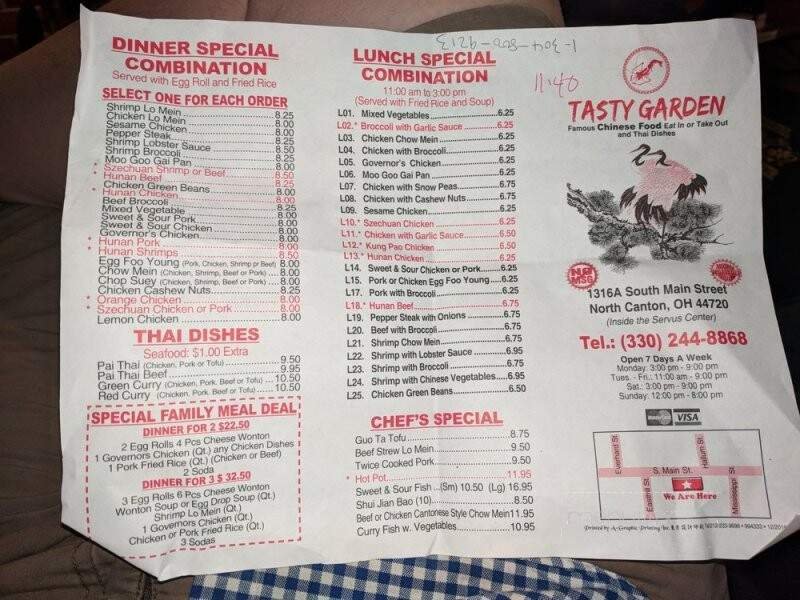 DINNER SPECIAL
COMBINATION
Served with Egg Roll and Fried Rice
SELECT ONE FOR EACH ORDER
Shrimp Lo Mein 8.25
Chicken Lo Mein 8.00
Sesame Chicken 8.00
Pepper Steak 8.00
Shrimp Lobster Sauce 8.50
Shrimp Broccoli 8.25
Moo Goo Gai Pan 8.00
* Szechuan Shrimp or Beef 8.50
* Hunan Beef 8.25
Chicken Green Beans 8.00
* Hunan Chicken 8.00
Beef Broccoli 8.25
Mixed Vegetable 8.00
Sweet & Sour Pork 8.00
Sweet & Sour Chicken 8.00
Governor's Chicken 8.00
* Hunan Pork 8.00
* Hunan Shrimps 8.50
Egg Foo Young (Pork, Chicken, Shrimp or Beef) 8.00
Chow Mein (Chicken, Shrimp, Beef or Pork) 8.00
Chop Suey (Chicken, Shrimp, Beef or Pork) 8.00
Chicken Cashew Nuts 8.25
* Orange Chicken 8.00
* Szechuan Chicken or Pork 8.00
Lemon Chicken 8.00
THAI DISHES
Seafood: $1.00 Extra
Pai Thai (Chicken, Pork or Tofu) 9.50
Pai Thai Beef 9.95
Green Curry (Chicken, Pork, Beef or Tofu) 10.50
Red Curry (Chicken, Pork, Beef or Tofu) 10.50
SPECIAL FAMILY MEAL DEAL
DINNER FOR 2 $22.50
2 Egg Rolls 4 Pcs Cheese Wonton
1 Governors Chicken (Qt.) any Chicken Dishes
1 Pork Fried Rice (Qt.) (Chicken or Beef)
2 Soda
DINNER FOR 3 $ 32.50
3 Egg Rolls 6 Pcs Cheese Wonton
Wonton Soup or Egg Drop Soup (Qt.)
Shrimp Lo Mein (Qt.)
1 Governors Chicken (Qt.)
Chicken or Pork Fried Rice (Qt.)
3 Sodas
LUNCH SPECIAL
COMBINATION
11:00 am to 3:00 pm
(Served with Fried Rice and Soup)
L01. Mixed Vegetables 6.25
L02.* Broccoli with Garlic Sauce 6.25
L03. Chicken Chow Mein 6.25
L04. Chicken with Broccoli 6.25
L05. Governor's Chicken 6.25
L06. Moo Goo Gai Pan 6.25
L07. Chicken with Snow Peas 6.75
L08. Chicken with Cashew Nuts 6.75
L09. Sesame Chicken 6.25
L10.* Szechuan Chicken 6.25
L11.* Chicken with Garlic Sauce 6.50
L12.* Kung Pao Chicken 6.50
L13.* Hunan Chicken 6.25
L14. Sweet & Sour Chicken or Pork 6.25
L15. Pork or Chicken Egg Foo Young 6.25
L17. Pork with Broccoli 6.25
L18.* Hunan Beef 6.75
L19. Pepper Steak with Onions 6.75
L20. Beef with Broccoli 6.75
L21. Shrimp Chow Mein 6.75
L22. Shrimp with Lobster Sauce 6.95
L23. Shrimp with Broccoli 6.75
L24. Shrimp with Chinese Vegetables 6.95
L25. Chicken Green Beans 6.50
CHEF'S SPECIAL
Guo Ta Tofu 8.75
Beef Strew Lo Mein 9.50
Twice Cooked Pork 9.50
* Hot Pot 11.95
Sweet & Sour Fish (Sm) 10.50 (Lg) 16.95
Shui Jian Bao (10) 8.50
Beef or Chicken Cantonese Style Chow Mein 11.95
Curry Fish w. Vegetables 10.95
11:40
TASTY GARDEN
Famous Chinese Food Eat In or Take Out
and Thai Dishes
NO
MSG
1316A South Main Street
North Canton, OH 44720
(Inside the Servus Center)
Tel.: (330) 244-8868
Open 7 Days A Week
Monday: 3:00 pm - 9:00 pm
Tues. - Fri.: 11:00 am - 9:00 pm
Sat.: 3:00 pm - 9:00 pm
Sunday: 12:00 pm - 8:00 pm
MasterCard VISA
S. Main St.
Hallum St.
Mississippi St
We Are Here